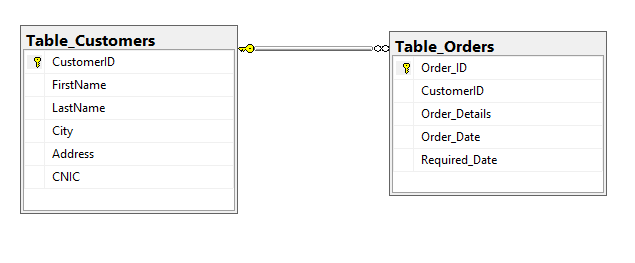 Table_Customers
CustomerID
FirstName
LastName
City
Address
CNIC
Table_Orders
Order_ID
CustomerID
Order_Details
Order_Date
Required_Date